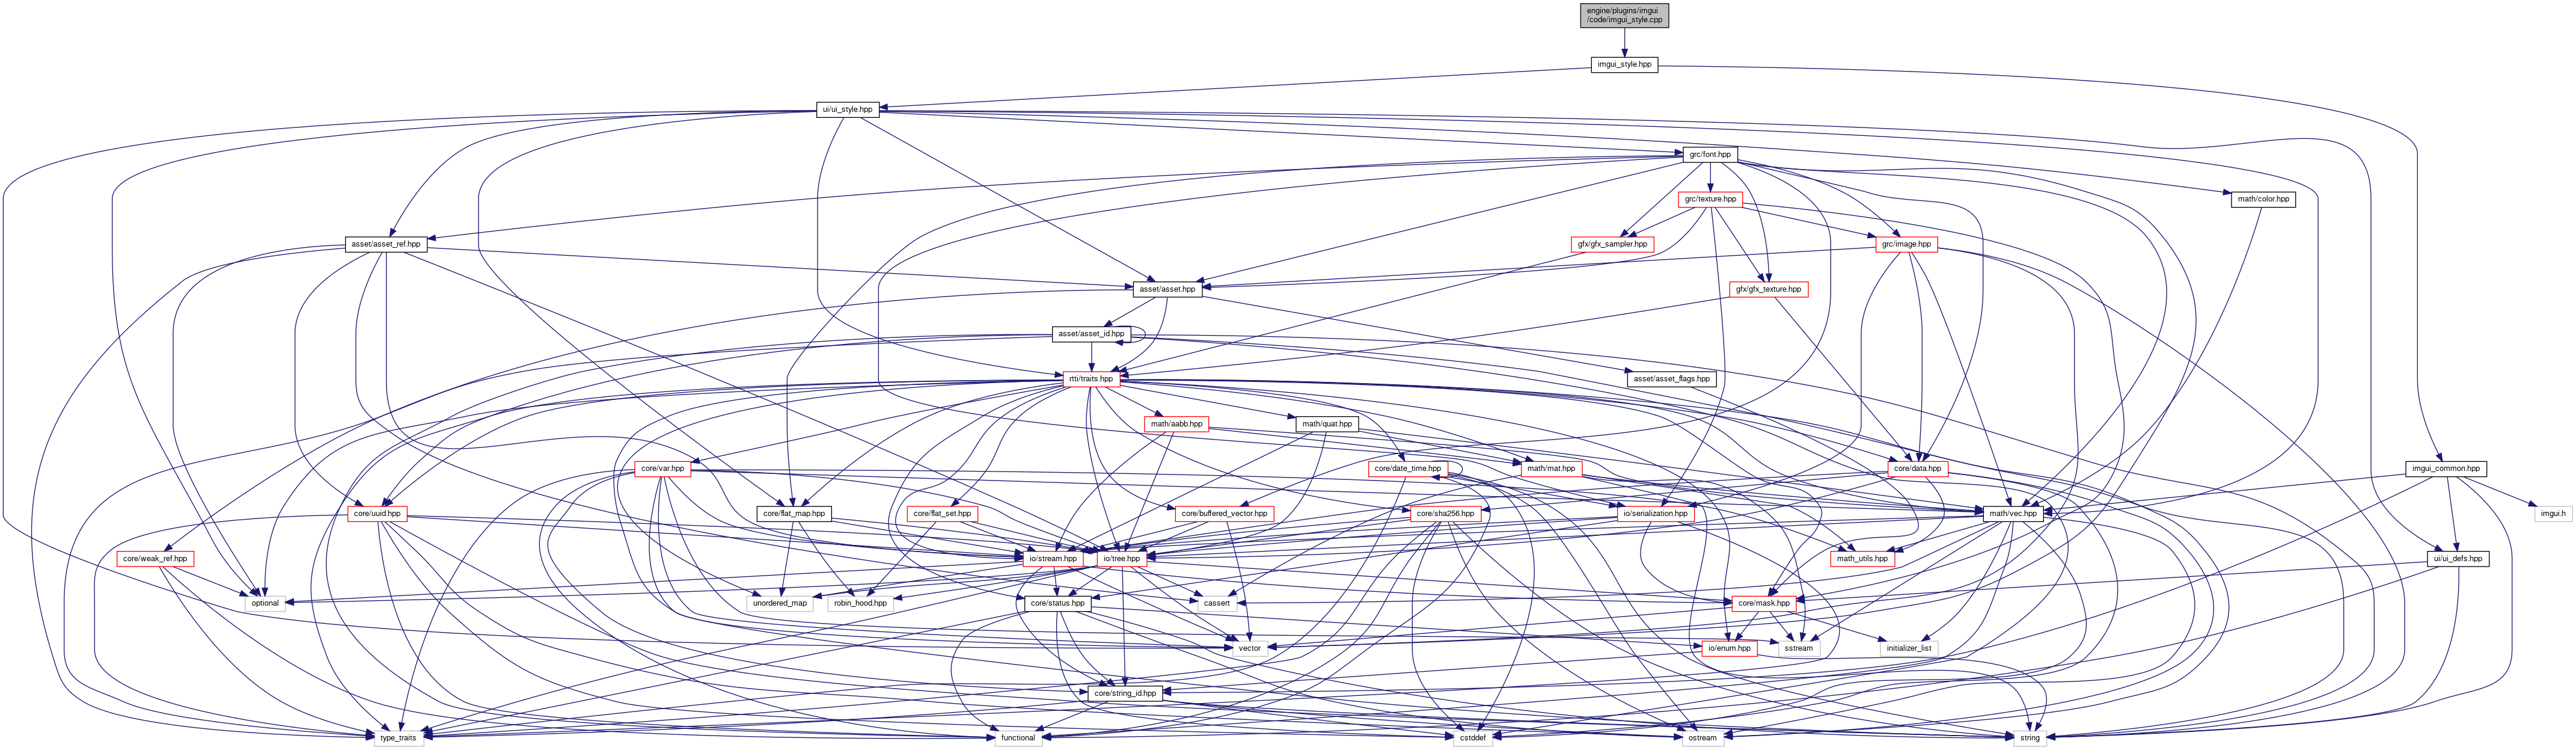 engine/plugins/imgui
/code/imgui_style.cpp
imgui_style.hpp
ui/ui_style.hpp
grc/font.hpp
grc/texture.hpp
math/color.hpp
asset/asset_ref.hpp
gfx/gfx_sampler.hpp
grc/image.hpp
asset/asset.hpp
gfx/gfx_texture.hpp
asset/asset_id.hpp
rtti/traits.hpp
asset/asset_flags.hpp
math/aabb.hpp
math/quat.hpp
core/var.hpp
core/date_time.hpp
math/mat.hpp
core/data.hpp
imgui_common.hpp
core/uuid.hpp
core/flat_map.hpp
core/flat_set.hpp
core/buffered_vector.hpp
core/sha256.hpp
io/serialization.hpp
math/vec.hpp
imgui.h
core/weak_ref.hpp
io/stream.hpp
io/tree.hpp
math_utils.hpp
ui/ui_defs.hpp
optional
unordered_map
robin_hood.hpp
core/status.hpp
cassert
core/mask.hpp
vector
io/enum.hpp
sstream
initializer_list
core/string_id.hpp
type_traits
functional
cstddef
ostream
string